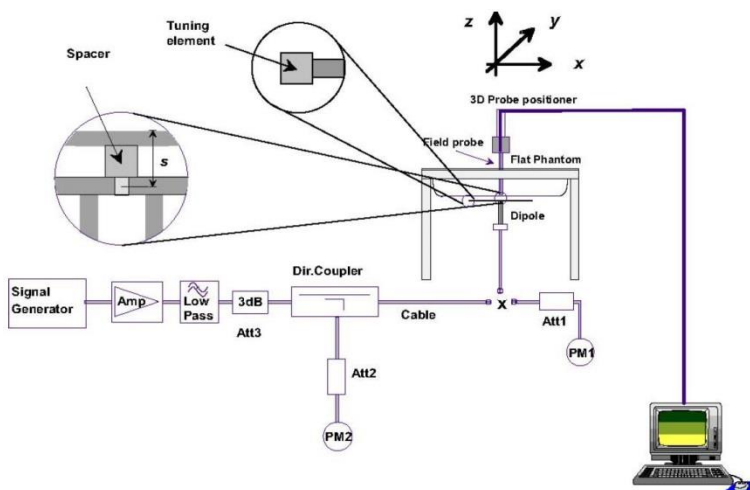 Tuning
element
Spacer
s
z
y
x
3D Probe positioner
Field probe
Flat Phantom
Dipole
Dir.Coupler
Signal
Generator
Amp
Low
Pass
3dB
Att3
Cable
x
Att1
PM1
Att2
PM2